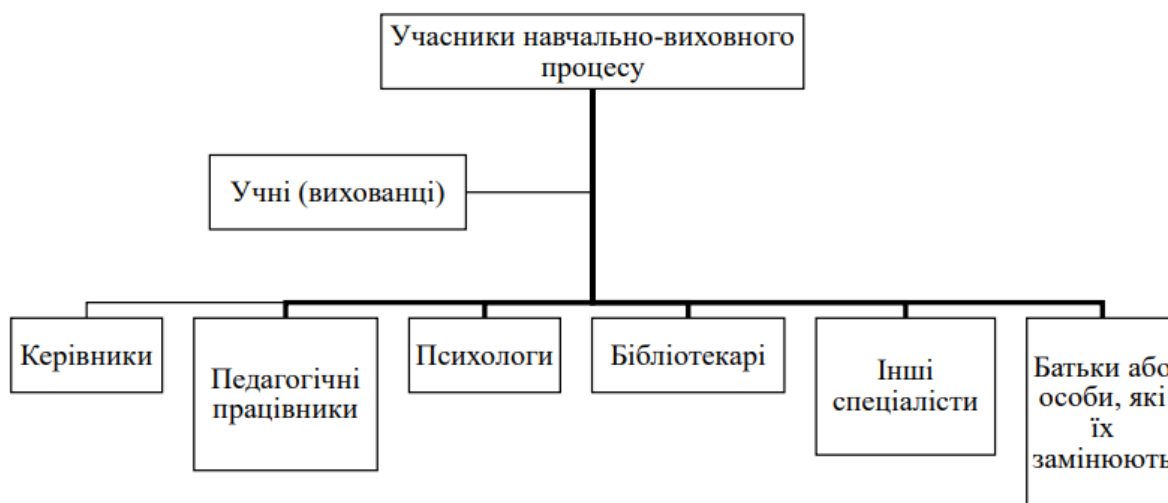 Учасники навчально-виховного
процесу
Учні (вихованці)
Керівники
Педагогічні
працівники
Психологи
Бібліотекарі
Інші
спеціалісти
Батьки або
особи, які
їх
замінюють